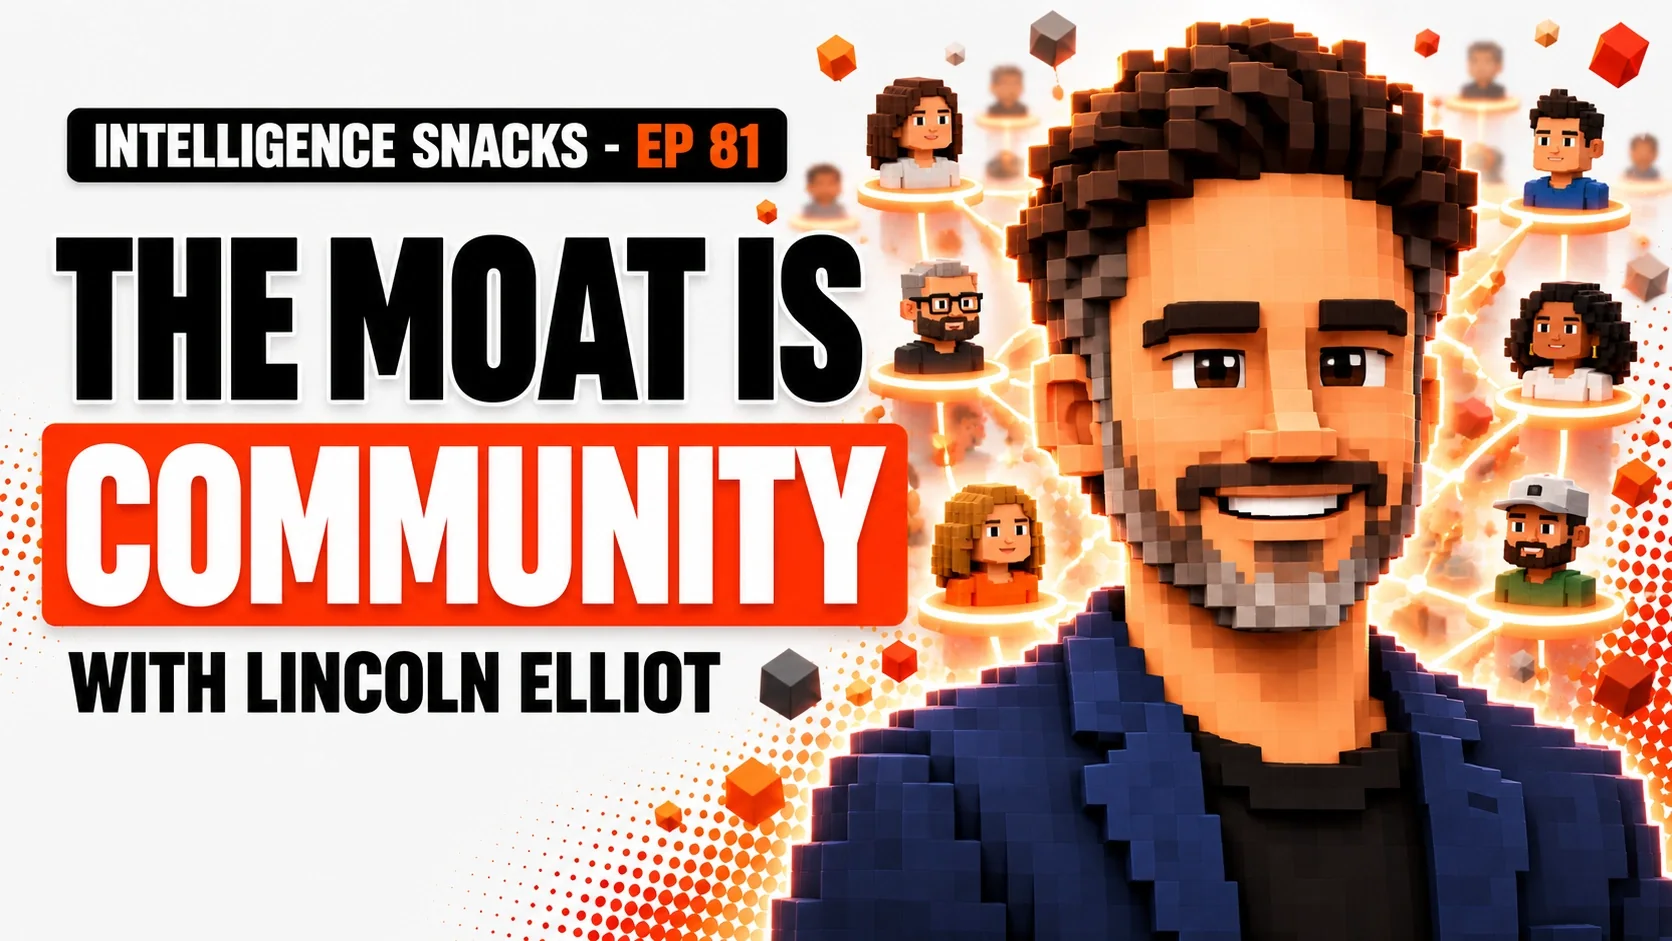 INTELLIGENCE SNACKS - EP 81
THE MOAT IS
COMMUNITY
WITH LINCOLN ELLIOT